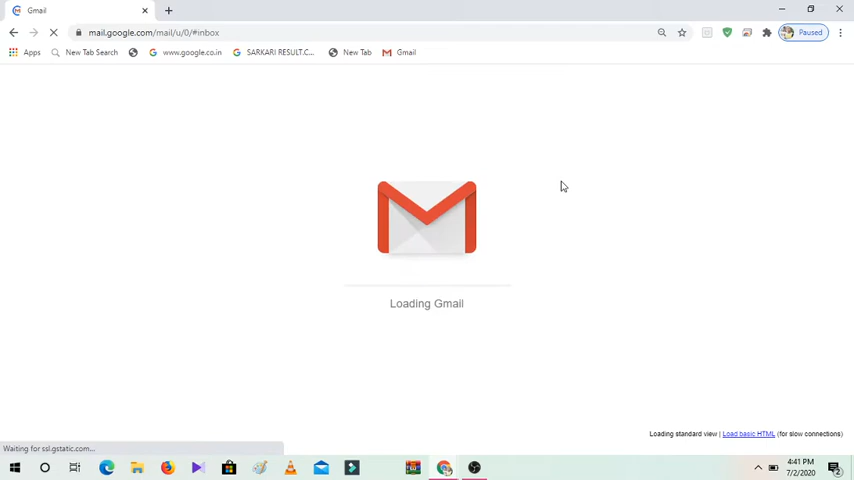 Gmail
mail.google.com/mail/u/0/#inbox
Paused
Apps New Tab Search www.google.co.in SARKARI RESULT.C... New Tab Gmail
Loading Gmail
Loading standard view | Load basic HTML (for slow connections)
Waiting for ssl.gstatic.com...
4:41 PM
7/2/2020
2